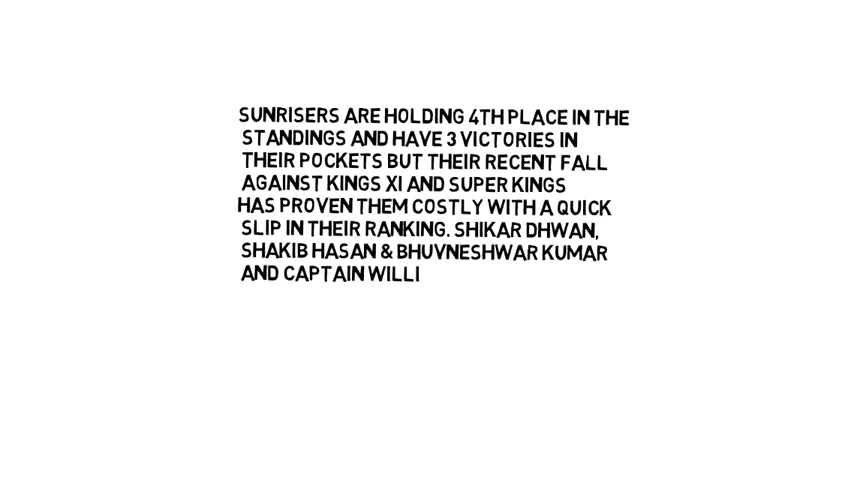 SUNRISERS ARE HOLDING 4TH PLACE IN THE
STANDINGS AND HAVE 3 VICTORIES IN
THEIR POCKETS BUT THEIR RECENT FALL
AGAINST KINGS XI AND SUPER KINGS
HAS PROVEN THEM COSTLY WITH A QUICK
SLIP IN THEIR RANKING. SHIKAR DHWAN,
SHAKIB HASAN & BHUVNESHWAR KUMAR
AND CAPTAIN WILLI